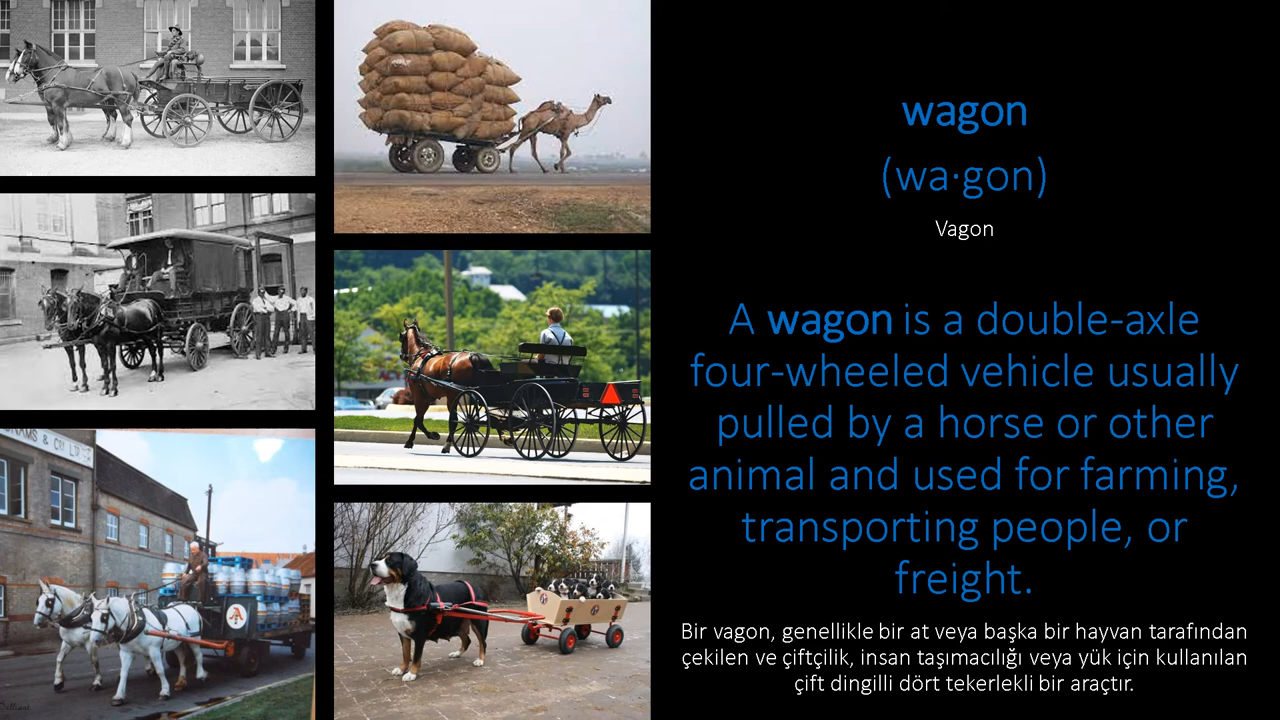 wagon
(wa·gon)
Vagon
A wagon is a double-axle
four-wheeled vehicle usually
pulled by a horse or other
animal and used for farming,
transporting people, or
freight.
Bir vagon, genellikle bir at veya başka bir hayvan tarafından
çekilen ve çiftçilik, insan taşımacılığı veya yük için kullanılan
çift dingilli dört tekerlekli bir araçtır.
A